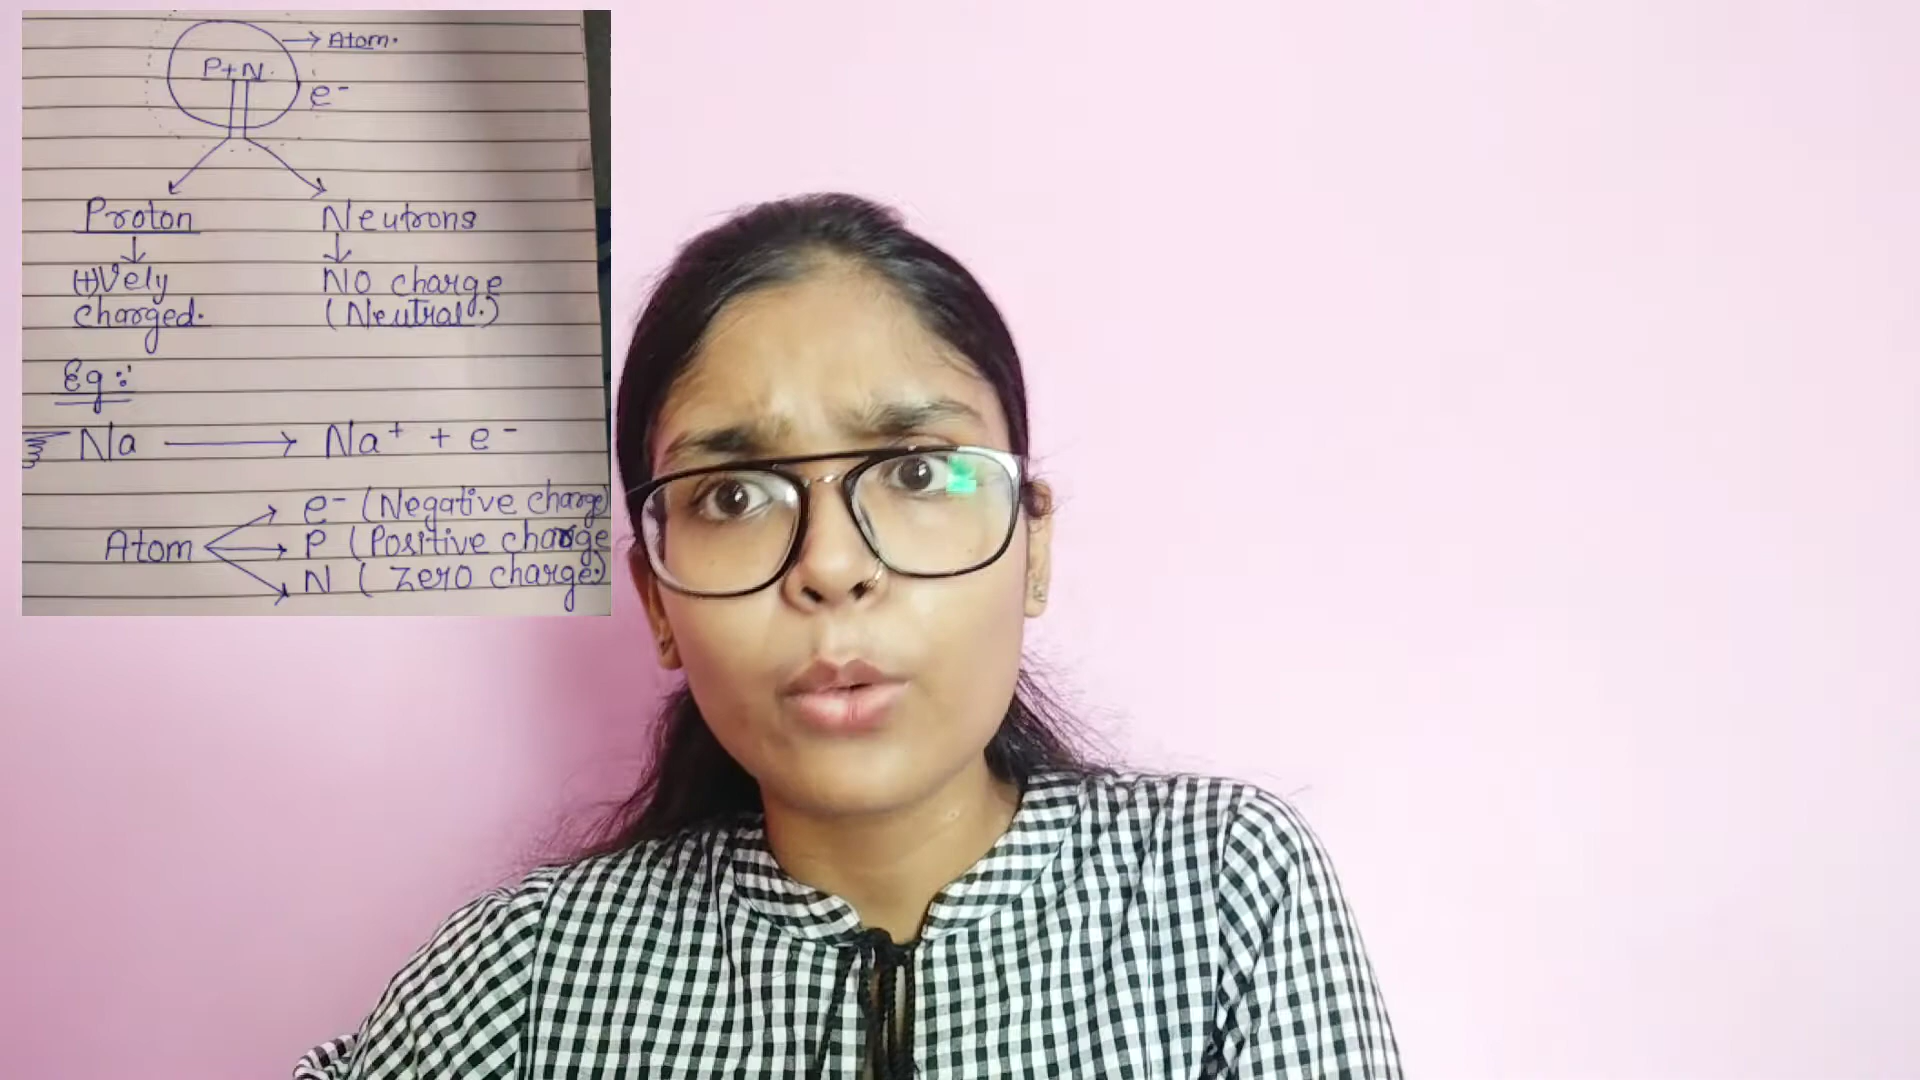 → Atom.
P+N.
e-
Proton Neutrons
↓ ↓
(+)Vely NO charge
charged. (Neutral.)
Eg :-
Na → Na+ + e-
e- (Negative charge)
Atom P (Positive charge
N (Zero charge.)